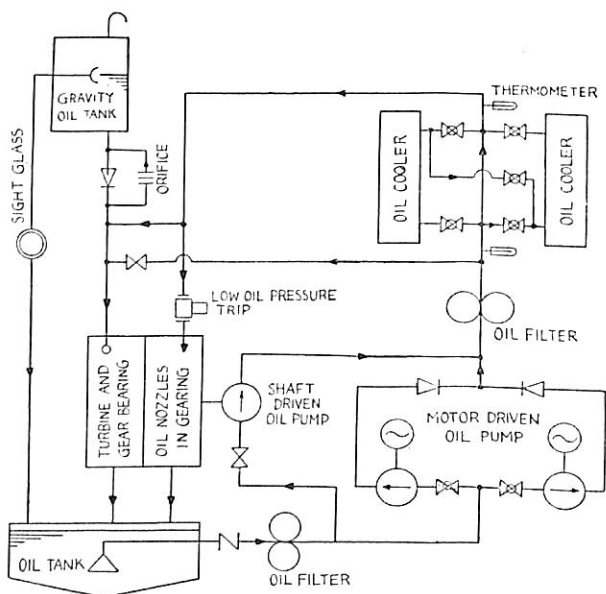 GRAVITY
OIL TANK
SIGHT GLASS
ORIFICE
THERMOMETER
OIL COOLER
OIL COOLER
LOW OIL PRESSURE
TRIP
OIL FILTER
TURBINE AND
GEAR BEARING
OIL NOZZLES
IN GEARING
SHAFT
DRIVEN
OIL PUMP
MOTOR DRIVEN
OIL PUMP
OIL TANK
OIL FILTER